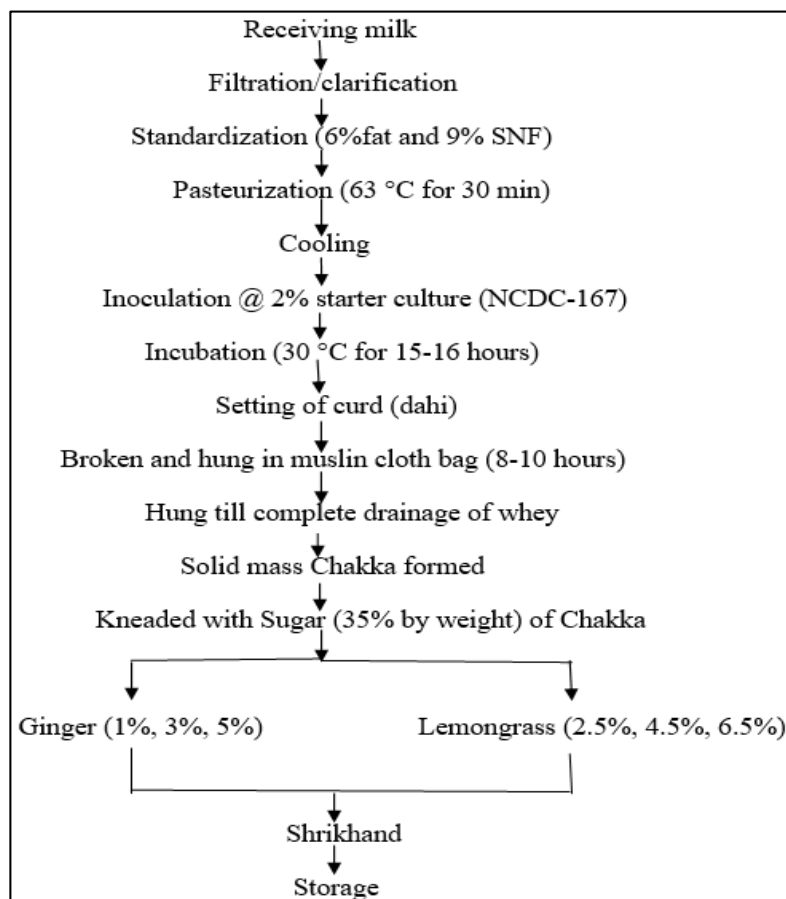 Receiving milk
Filtration/clarification
Standardization (6%fat and 9% SNF)
Pasteurization (63 °C for 30 min)
Cooling
Inoculation @ 2% starter culture (NCDC-167)
Incubation (30 °C for 15-16 hours)
Setting of curd (dahi)
Broken and hung in muslin cloth bag (8-10 hours)
Hung till complete drainage of whey
Solid mass Chakka formed
Kneaded with Sugar (35% by weight) of Chakka
Ginger (1%, 3%, 5%)
Lemongrass (2.5%, 4.5%, 6.5%)
Shrikhand
Storage